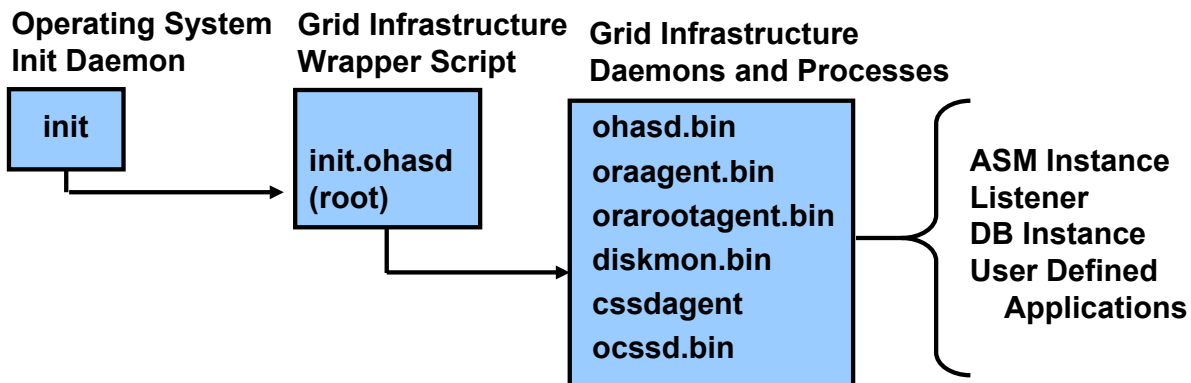 Operating System
Init Daemon
init
Grid Infrastructure
Wrapper Script
init.ohasd
(root)
Grid Infrastructure
Daemons and Processes
ohasd.bin
oraagent.bin
orarootagent.bin
diskmon.bin
cssdagent
ocssd.bin
ASM Instance
Listener
DB Instance
User Defined
Applications